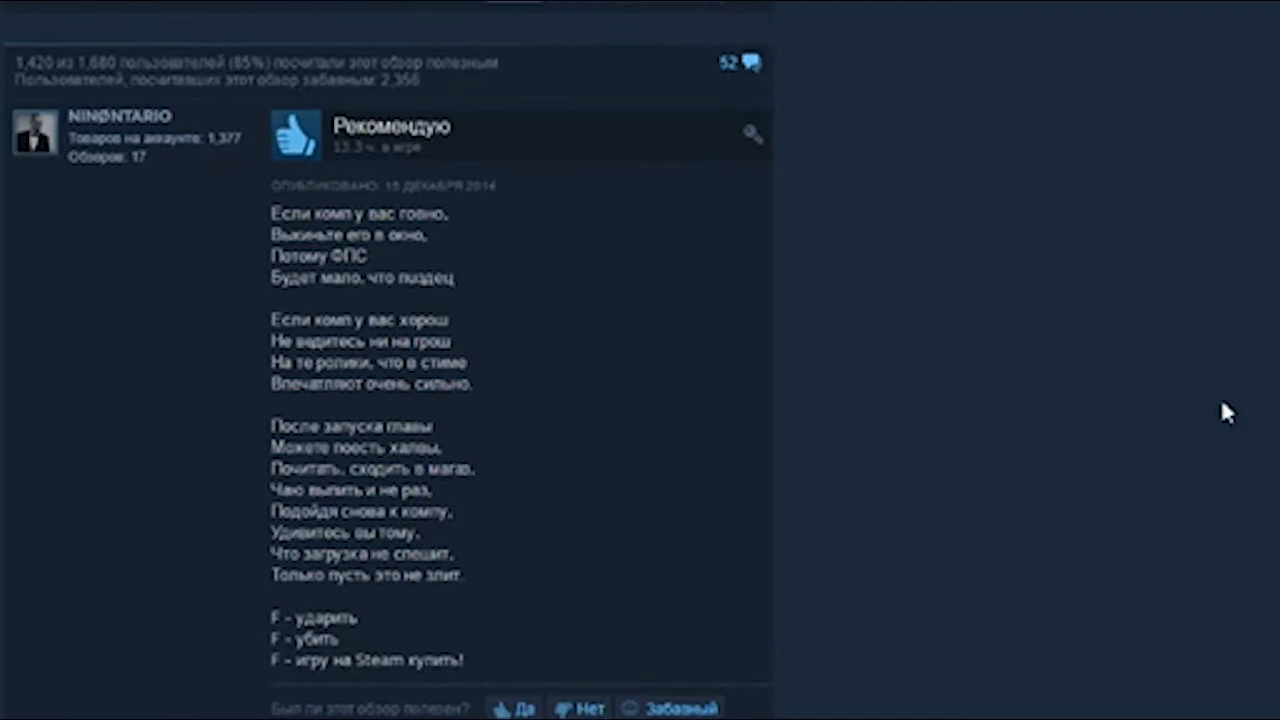 1,420 из 1,680 пользователей (85%) посчитали этот обзор полезным
Пользователей, посчитавших этот обзор забавным: 2,356
62
NINØNTARIO
Товаров на аккаунте: 1,377
Обзоров: 17
Рекомендую
13.3 ч. в игре
ОПУБЛИКОВАНО: 15 ДЕКАБРЯ 2014
Если комп у вас говно,
Выкиньте его в окно,
Потому ФПС
Будет мало, что пиздец
Если комп у вас хорош
Не ведитесь ни на грош
На те ролики, что в стиме
Впечатляют очень сильно.
После запуска главы
Можете поесть халвы,
Почитать, сходить в магаз,
Чаю выпить и не раз,
Подойдя снова к компу,
Удивитесь вы тому,
Что загрузка не спешит,
Только пусть это не злит.
F - ударить
F - убить
F - игру на Steam купить!
Был ли этот обзор полезен?
Да
Нет
Забавный